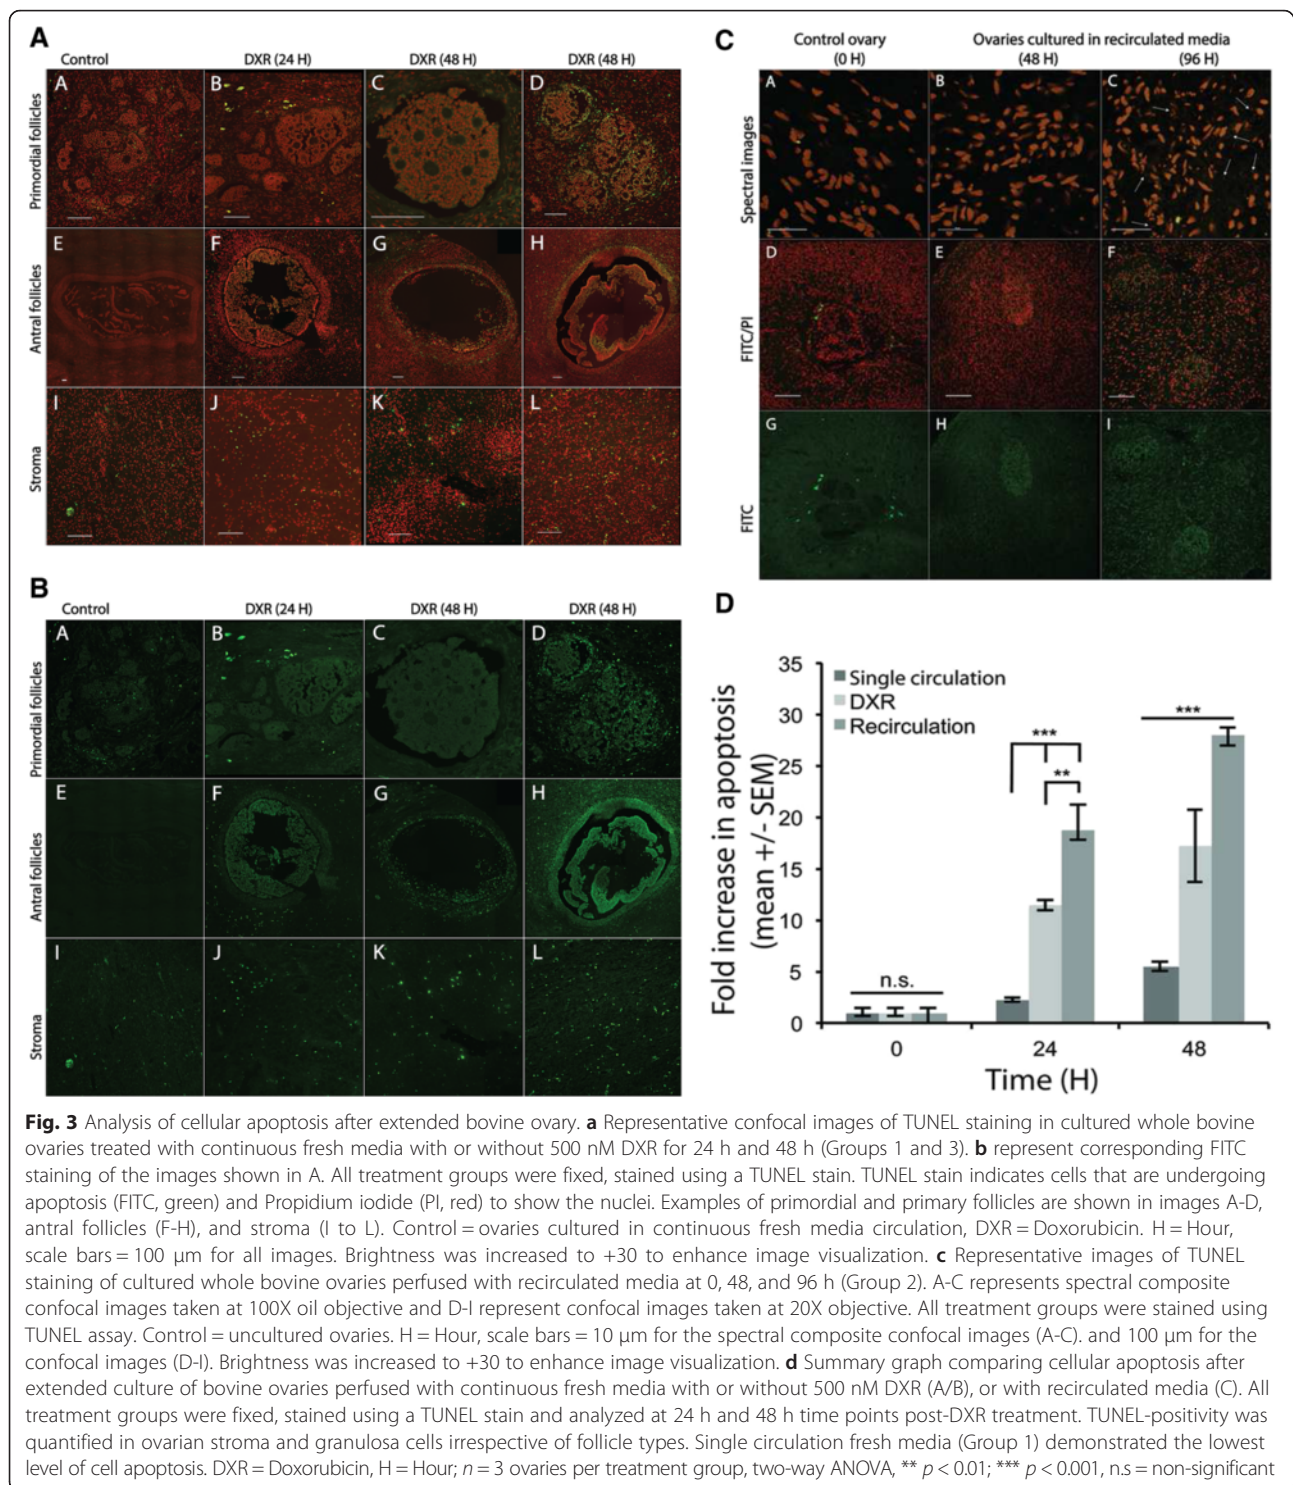 A
Control DXR (24 H) DXR (48 H) DXR (48 H)
Primordial follicles
A B C D
Antral follicles
E F G H
Stroma
I J K L
B
Control DXR (24 H) DXR (48 H) DXR (48 H)
Primordial follicles
A B C D
Antral follicles
E F G H
Stroma
I J K L
C
Control ovary Ovaries cultured in recirculated media
(0 H) (48 H) (96 H)
Spectral images
A B C
FITC/PI
D E F
FITC
G H I
D
Fold increase in apoptosis
(mean +/- SEM)
35
30
25
20
15
10
5
0
Single circulation
DXR
Recirculation
n.s.
***
**
***
0 24 48
Time (H)
Fig. 3 Analysis of cellular apoptosis after extended bovine ovary. a Representative confocal images of TUNEL staining in cultured whole bovine
ovaries treated with continuous fresh media with or without 500 nM DXR for 24 h and 48 h (Groups 1 and 3). b represent corresponding FITC
staining of the images shown in A. All treatment groups were fixed, stained using a TUNEL stain. TUNEL stain indicates cells that are undergoing
apoptosis (FITC, green) and Propidium iodide (PI, red) to show the nuclei. Examples of primordial and primary follicles are shown in images A-D,
antral follicles (F-H), and stroma (I to L). Control = ovaries cultured in continuous fresh media circulation, DXR = Doxorubicin. H = Hour,
scale bars = 100 μm for all images. Brightness was increased to +30 to enhance image visualization. c Representative images of TUNEL
staining of cultured whole bovine ovaries perfused with recirculated media at 0, 48, and 96 h (Group 2). A-C represents spectral composite
confocal images taken at 100X oil objective and D-I represent confocal images taken at 20X objective. All treatment groups were stained using
TUNEL assay. Control = uncultured ovaries. H = Hour, scale bars = 10 μm for the spectral composite confocal images (A-C). and 100 μm for the
confocal images (D-I). Brightness was increased to +30 to enhance image visualization. d Summary graph comparing cellular apoptosis after
extended culture of bovine ovaries perfused with continuous fresh media with or without 500 nM DXR (A/B), or with recirculated media (C). All
treatment groups were fixed, stained using a TUNEL stain and analyzed at 24 h and 48 h time points post-DXR treatment. TUNEL-positivity was
quantified in ovarian stroma and granulosa cells irrespective of follicle types. Single circulation fresh media (Group 1) demonstrated the lowest
level of cell apoptosis. DXR = Doxorubicin, H = Hour; n = 3 ovaries per treatment group, two-way ANOVA, ** p < 0.01; *** p < 0.001, n.s = non-significant